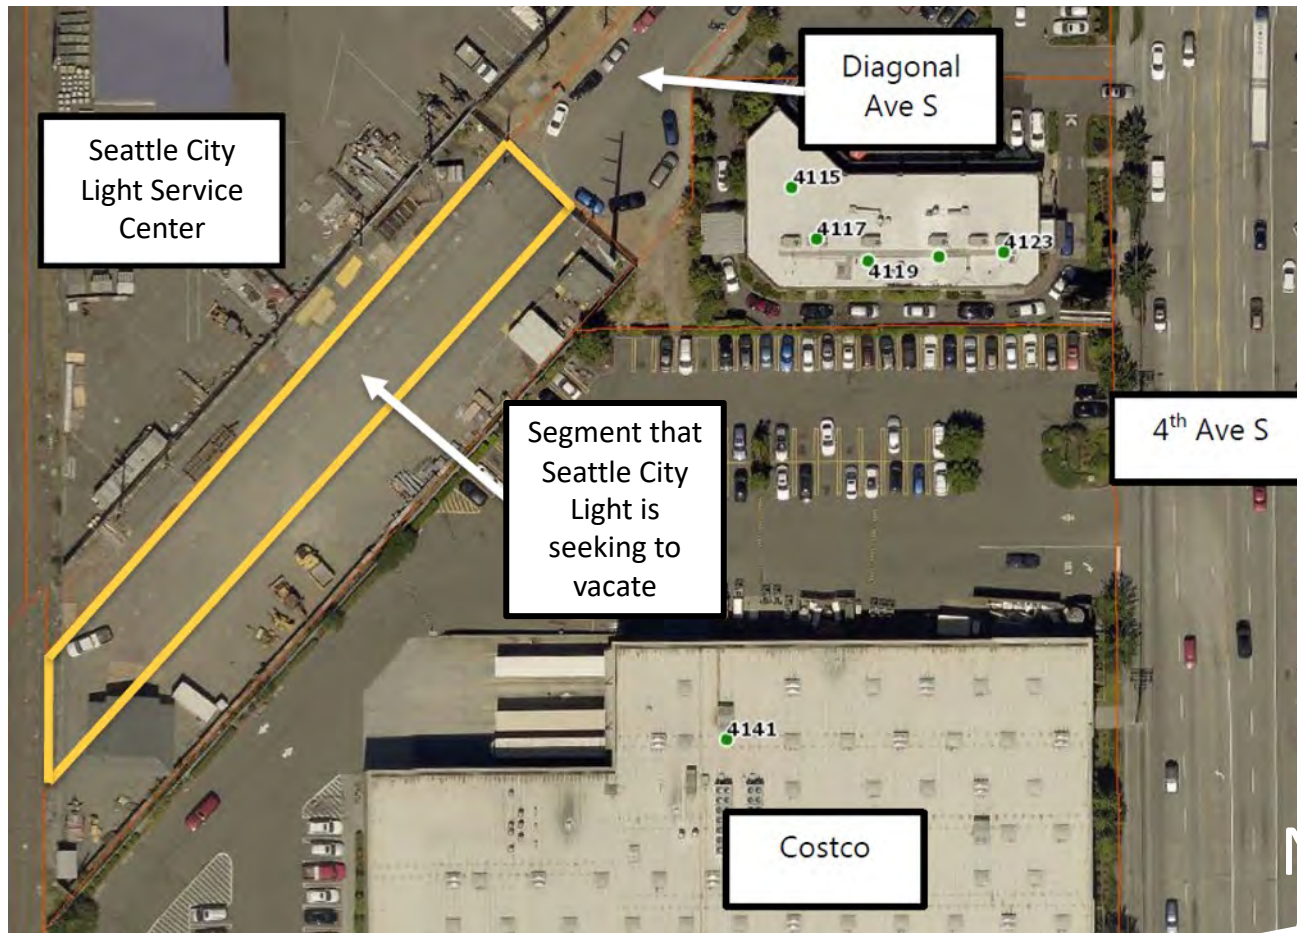 Diagonal
Ave S
Seattle City
Light Service
Center
4115
4117
4119
4123
4th Ave S
Segment that
Seattle City
Light is
seeking to
vacate
4141
Costco
N